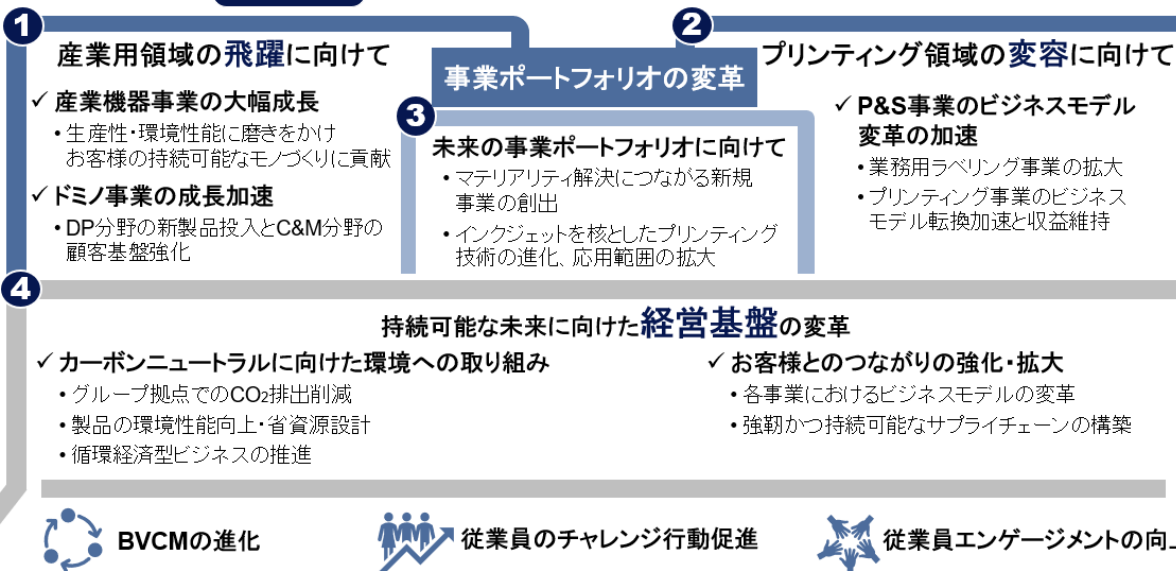 1
産業用領域の飛躍に向けて
✓ 産業機器事業の大幅成長
・生産性・環境性能に磨きをかけ
お客様の持続可能なモノづくりに貢献
✓ ドミノ事業の成長加速
・DP分野の新製品投入とC&M分野の
顧客基盤強化
事業ポートフォリオの変革
3
未来の事業ポートフォリオに向けて
・マテリアリティ解決につながる新規
事業の創出
・インクジェットを核としたプリンティング
技術の進化、応用範囲の拡大
2
プリンティング領域の変容に向けて
✓ P&S事業のビジネスモデル
変革の加速
・業務用ラベリング事業の拡大
・プリンティング事業のビジネス
モデル転換加速と収益維持
4
持続可能な未来に向けた経営基盤の変革
✓ カーボンニュートラルに向けた環境への取り組み
・グループ拠点でのCO₂排出削減
・製品の環境性能向上・省資源設計
・循環経済型ビジネスの推進
✓ お客様とのつながりの強化・拡大
・各事業におけるビジネスモデルの変革
・強靭かつ持続可能なサプライチェーンの構築
BVCMの進化
従業員のチャレンジ行動促進
従業員エンゲージメントの向上